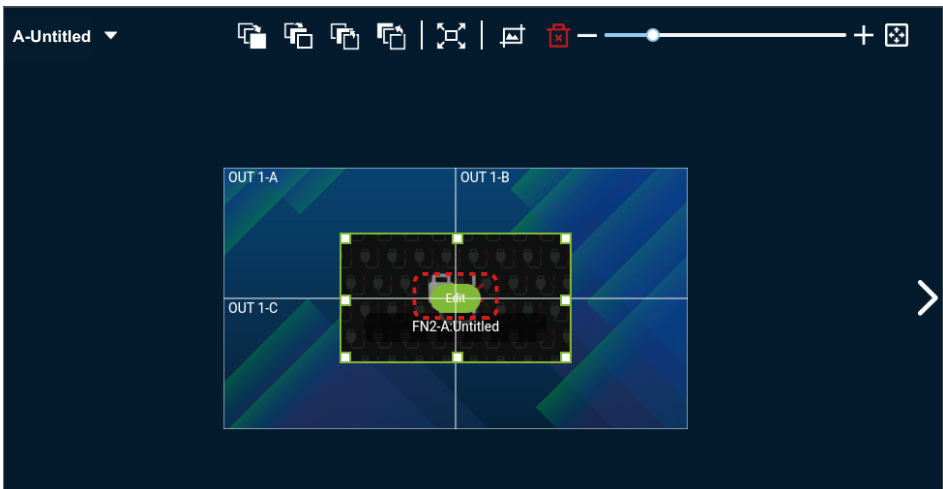 A-Untitled
OUT 1-A
OUT 1-B
Edit
OUT 1-C
FN2-A:Untitled